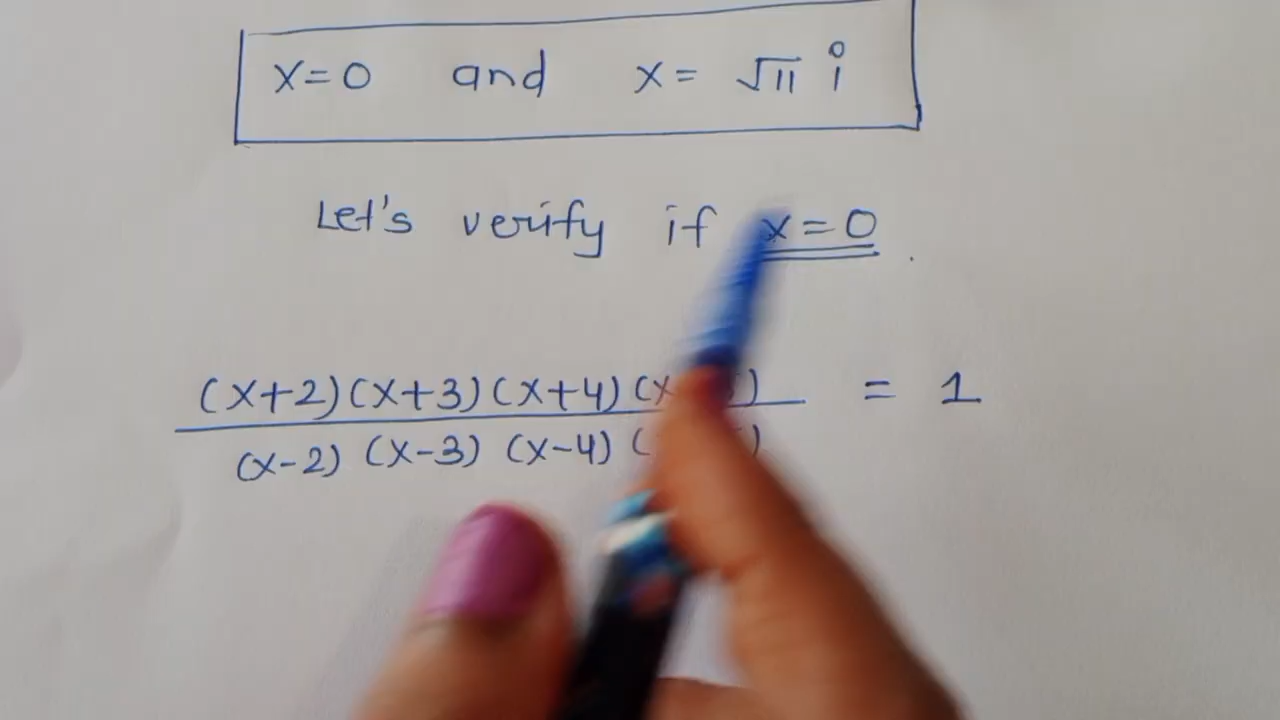 x=0 and x= √11 i
Let's verify if x=0.
(x+2)(x+3)(x+4)(x ) = 1
(x-2) (x-3) (x-4) ( )